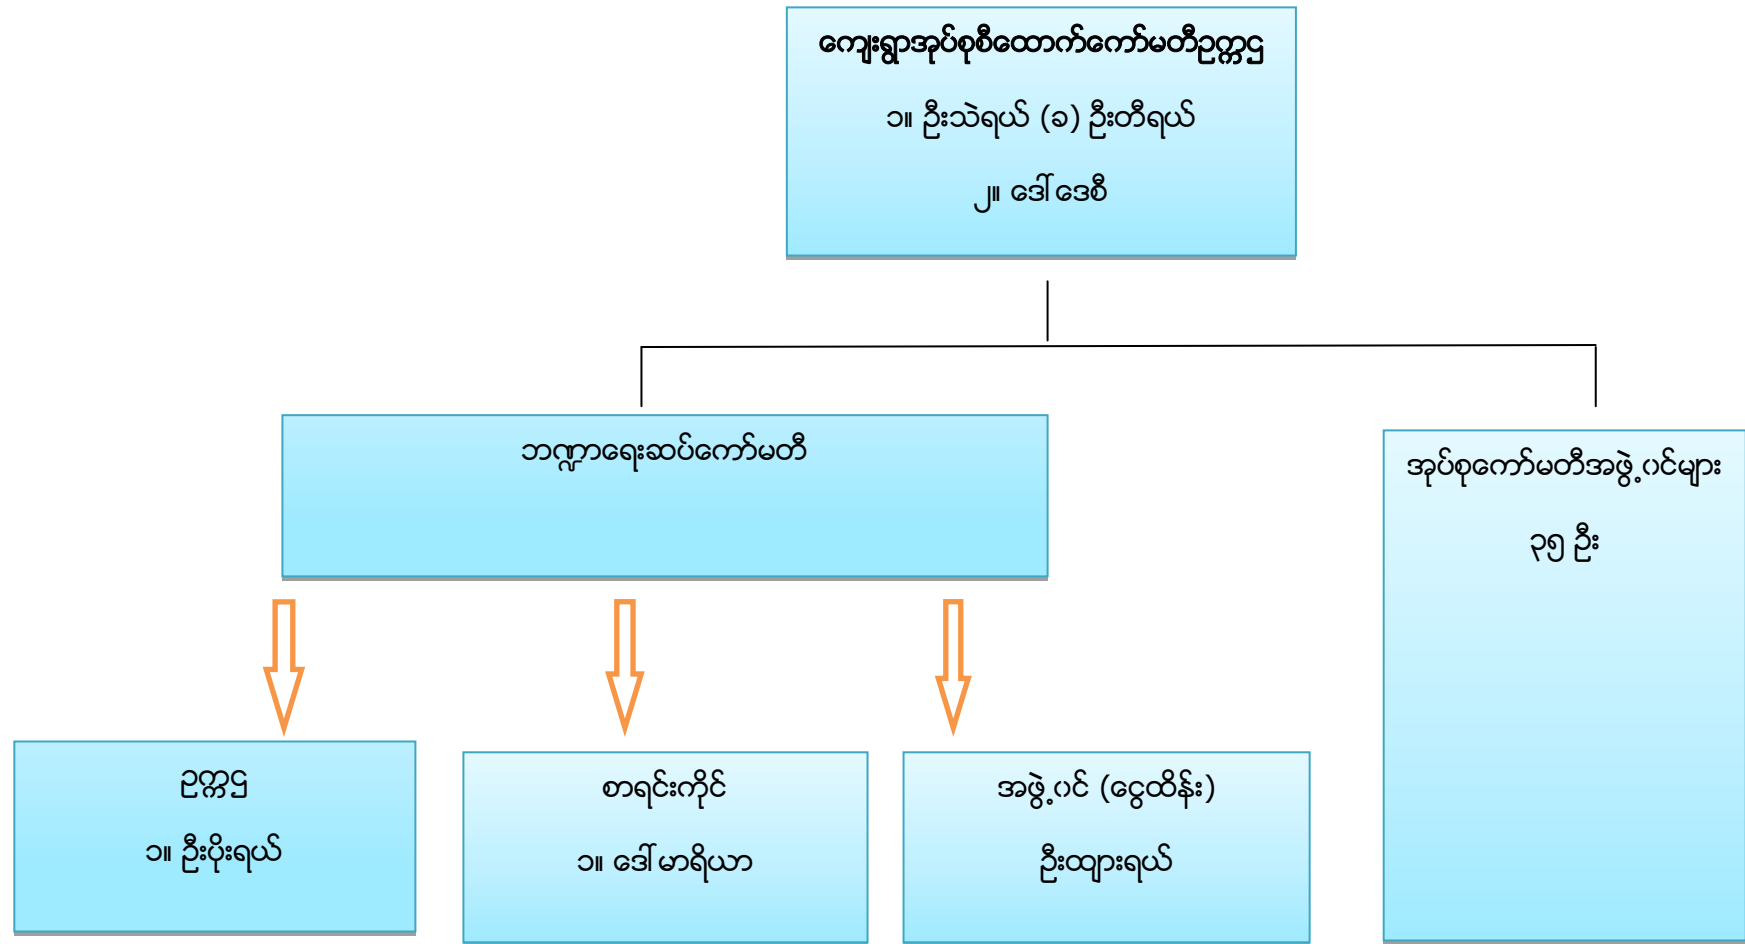 ကျေးရွာအုပ်စုစီထောက်ကော်မတီဥက္ကဌ
၁။ ဦးသဲရယ် (ခ) ဦးတီရယ်
၂။ ဒေါ်ဒေစီ
ဘဏ္ဍာရေးဆပ်ကော်မတီ
အုပ်စုကော်မတီအဖွဲ့ဝင်များ
၃၅ ဦး
ဥက္ကဌ
၁။ ဦးပိုးရယ်
စာရင်းကိုင်
၁။ ဒေါ်မာရိယာ
အဖွဲ့ဝင် (ငွေထိန်း)
ဦးထျားရယ်